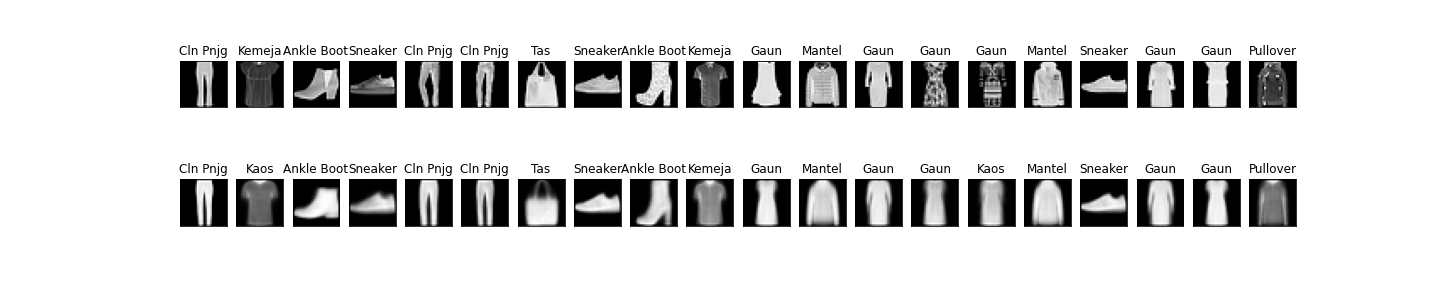 Cln Pnjg Kemeja Ankle Boot Sneaker Cln Pnjg Cln Pnjg Tas Sneaker Ankle Boot Kemeja Gaun Mantel Gaun Gaun Gaun Mantel Sneaker Gaun Gaun Pullover
Cln Pnjg Kaos Ankle Boot Sneaker Cln Pnjg Cln Pnjg Tas Sneaker Ankle Boot Kemeja Gaun Mantel Gaun Gaun Kaos Mantel Sneaker Gaun Gaun Pullover